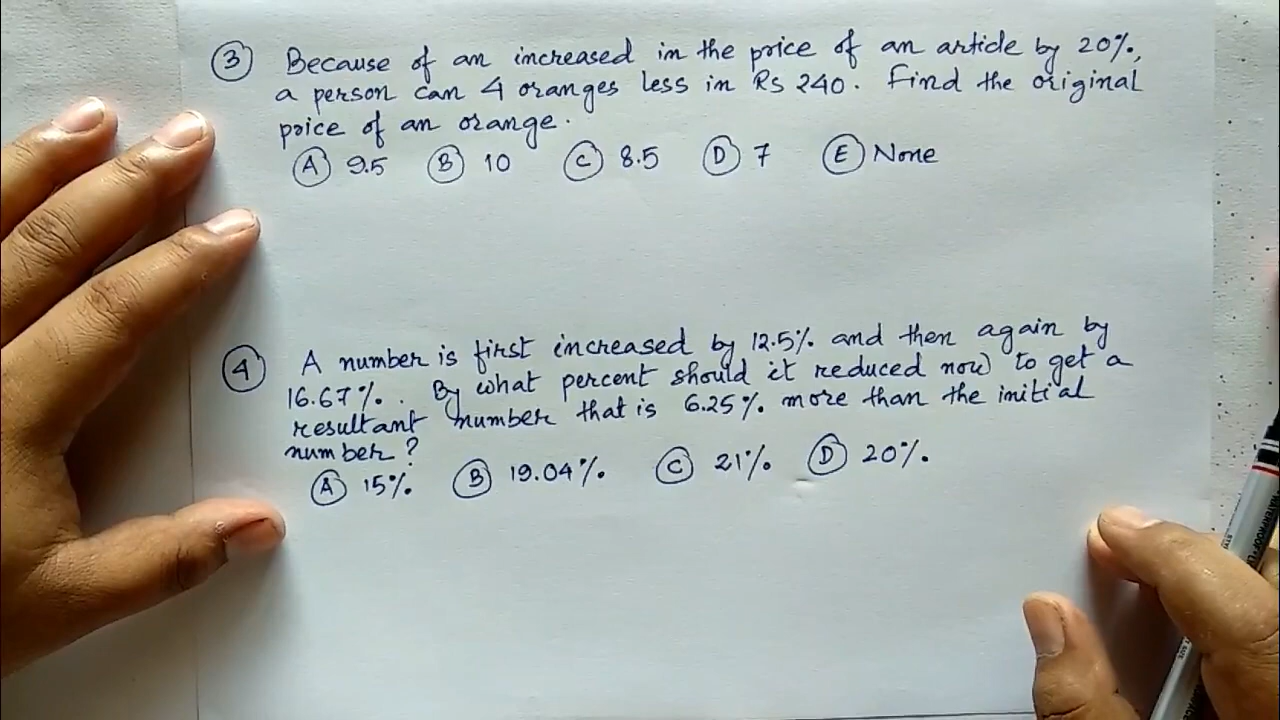 ③ Because of an increased in the price of an article by 20%,
a person can 4 oranges less in Rs 240. Find the original
price of an orange.
Ⓐ 9.5 Ⓑ 10 Ⓒ 8.5 Ⓓ 7 Ⓔ None
④ A number is first increased by 12.5% and then again by
16.67%. By what percent should it reduced now to get a
resultant number that is 6.25% more than the initial
number?
Ⓐ 15% Ⓑ 19.04% Ⓒ 21% Ⓓ 20%.